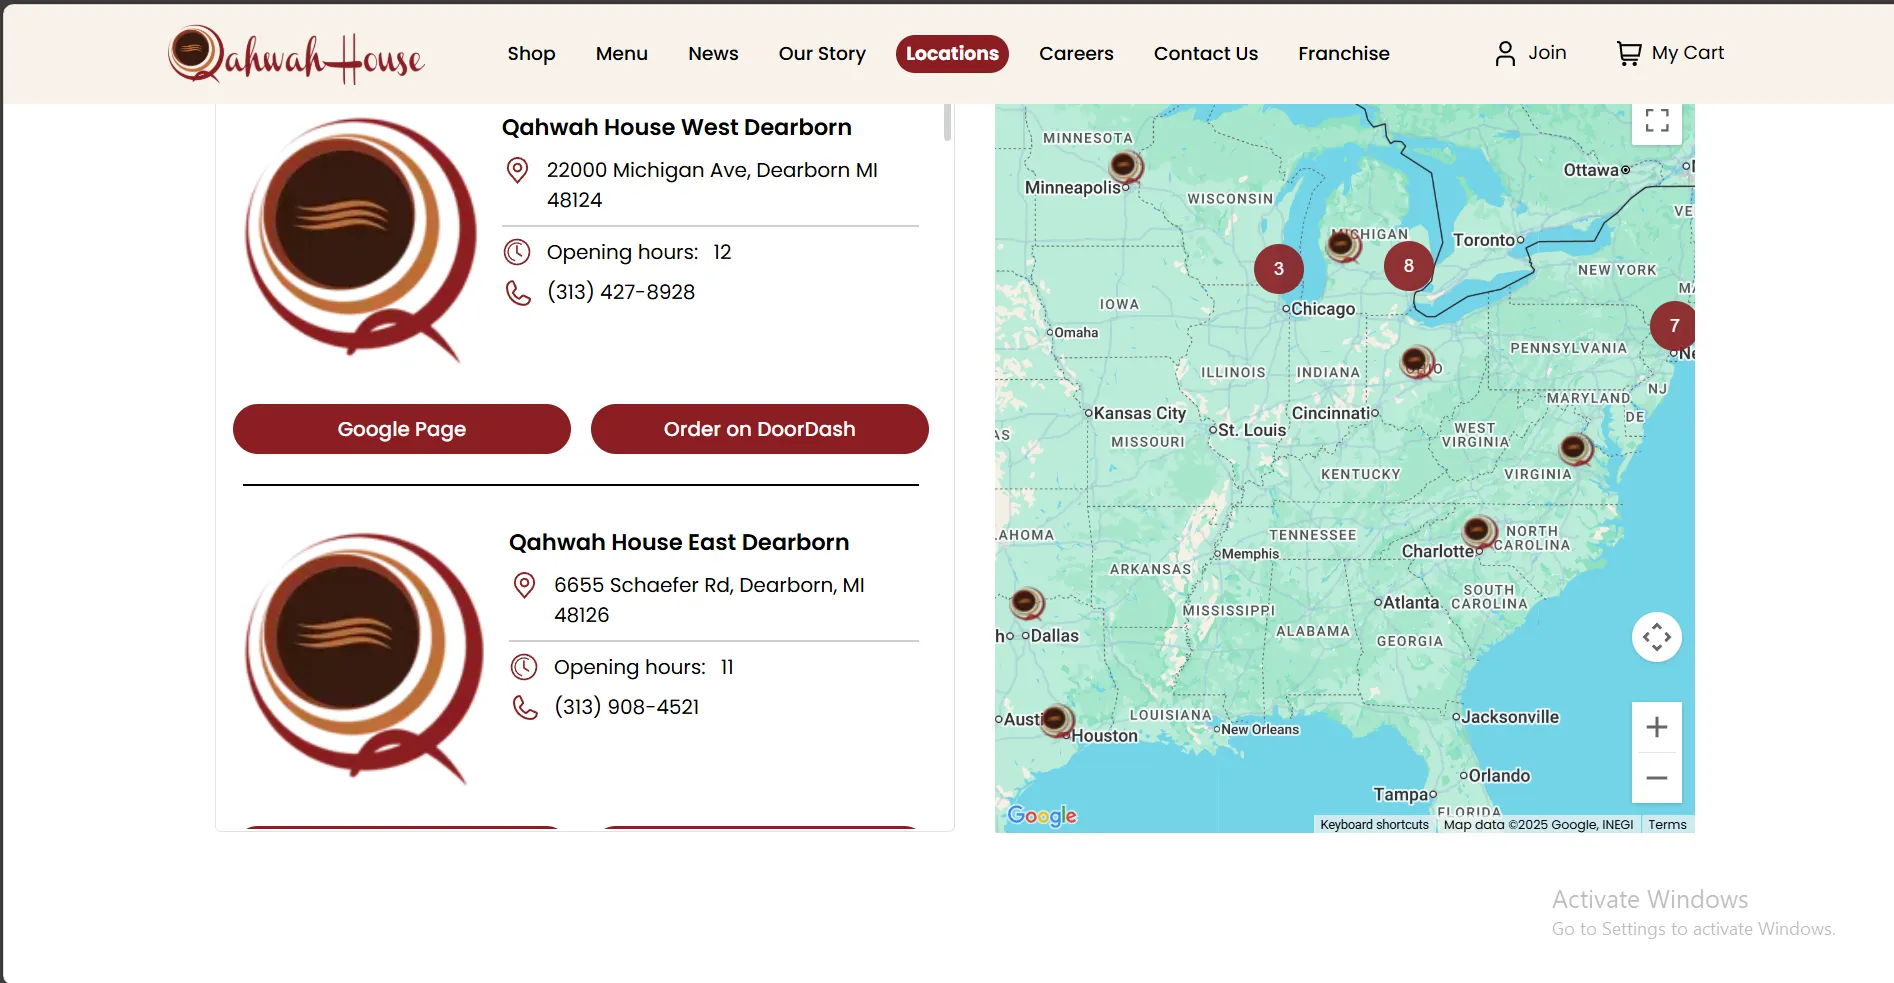 Qahwah House
Shop
Menu
News
Our Story
Locations
Careers
Contact Us
Franchise
Join
My Cart
Qahwah House West Dearborn
22000 Michigan Ave, Dearborn MI
48124
Opening hours: 12
(313) 427-8928
Google Page
Order on DoorDash
Qahwah House East Dearborn
6655 Schaefer Rd, Dearborn, MI
48126
Opening hours: 11
(313) 908-4521
MINNESOTA
Ottawa
Minneapolis
WISCONSIN
VE
MICHIGAN
Toronto
3
8
NEW YORK
MA
IOWA
Chicago
7
Omaha
PENNSYLVANIA
Ne
ILLINOIS
INDIANA
OHIO
NJ
MARYLAND
DE
Kansas City
Cincinnati
St. Louis
MISSOURI
WEST
VIRGINIA
KENTUCKY
VIRGINIA
AS
LAHOMA
TENNESSEE
NORTH
CAROLINA
Memphis
Charlotte
ARKANSAS
SOUTH
CAROLINA
Atlanta
MISSISSIPPI
ALABAMA
GEORGIA
h
Dallas
Austi
LOUISIANA
Jacksonville
Houston
New Orleans
Orlando
Tampa
FLORIDA
Google
Keyboard shortcuts
Map data ©2025 Google, INEGI
Terms
Activate Windows
Go to Settings to activate Windows.